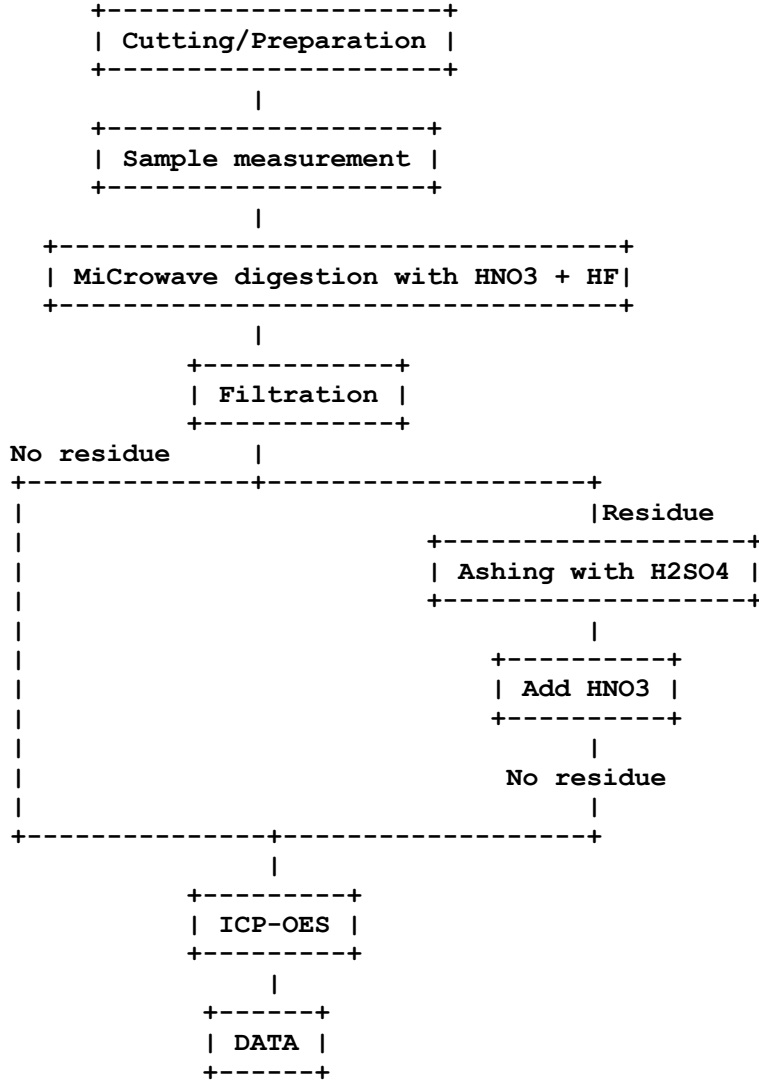 Cutting/Preparation
Sample measurement
MiCrowave digestion with HNO3 + HF
Filtration
No residue
Residue
Ashing with H2SO4
Add HNO3
No residue
ICP-OES
DATA